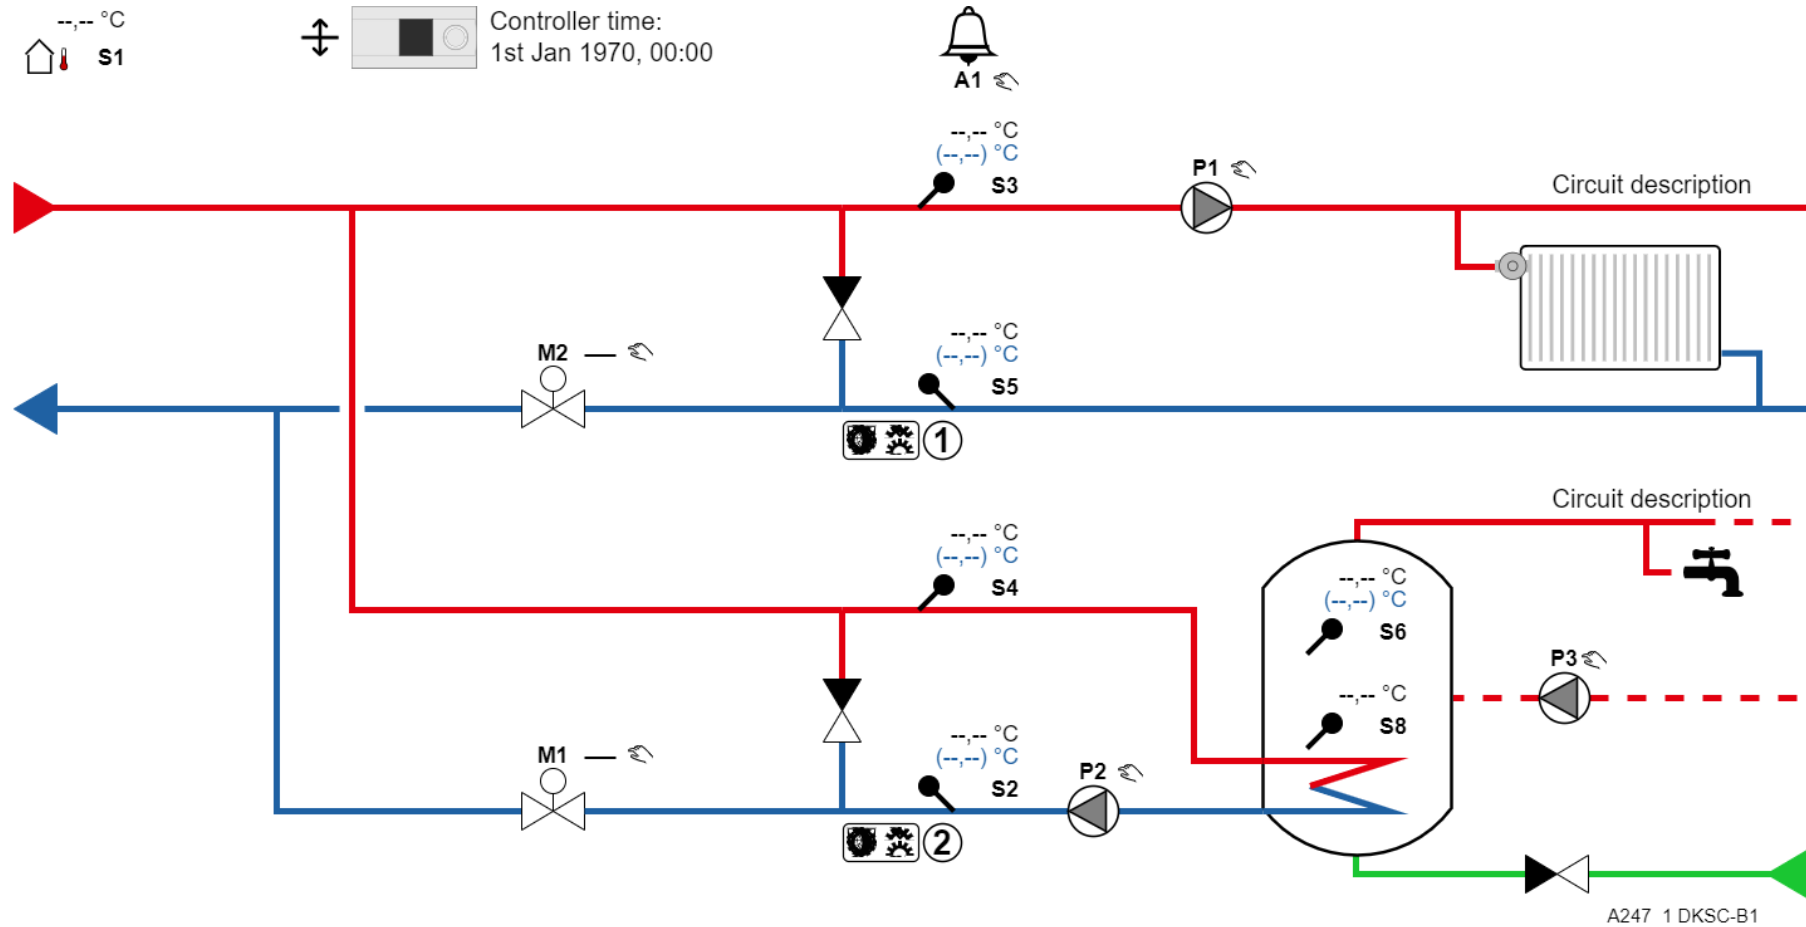 --,-- °C
S1
Controller time:
1st Jan 1970, 00:00
A1
--,-- °C
(--,--) °C
S3
P1
Circuit description
M2
--,-- °C
(--,--) °C
S5
1
Circuit description
--,-- °C
(--,--) °C
S4
--,-- °C
(--,--) °C
S6
P3
--,-- °C
S8
M1
--,-- °C
(--,--) °C
S2
P2
2
A247 1 DKSC-B1